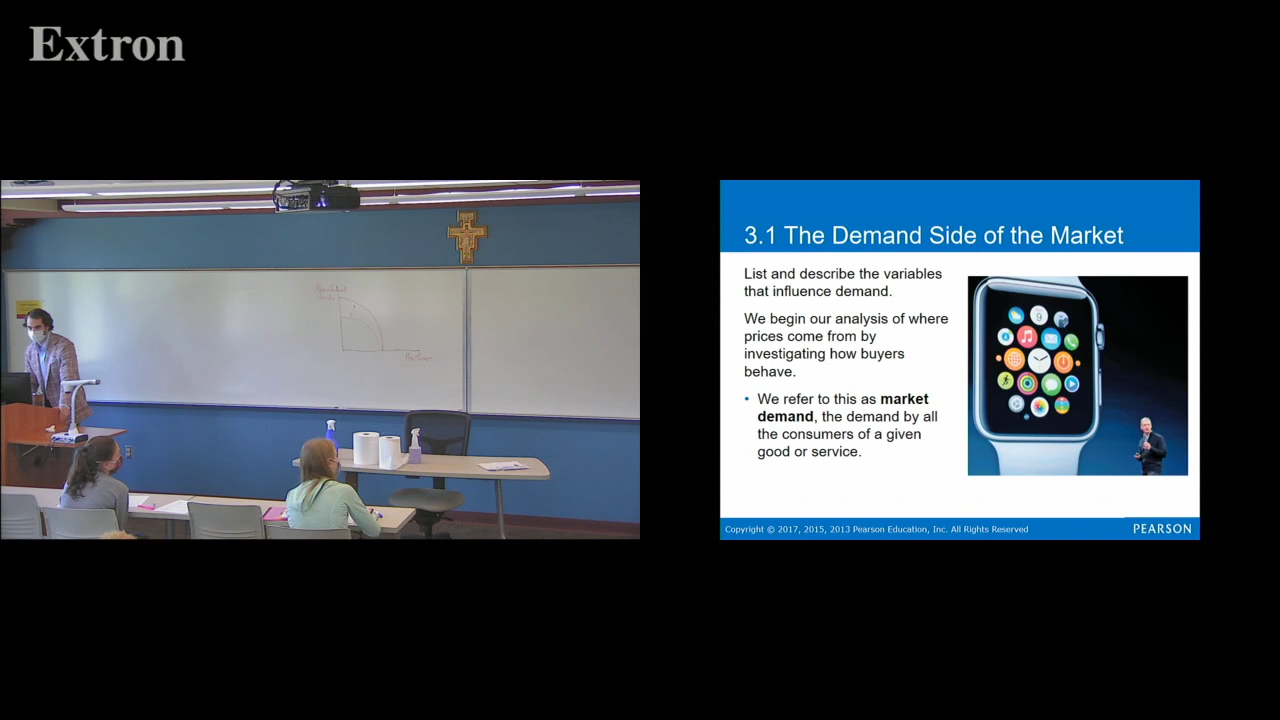 Extron
3.1 The Demand Side of the Market
List and describe the variables
that influence demand.
We begin our analysis of where
prices come from by
investigating how buyers
behave.
• We refer to this as market
demand, the demand by all
the consumers of a given
good or service.
9
Copyright © 2017, 2015, 2013 Pearson Education, Inc. All Rights Reserved
PEARSON